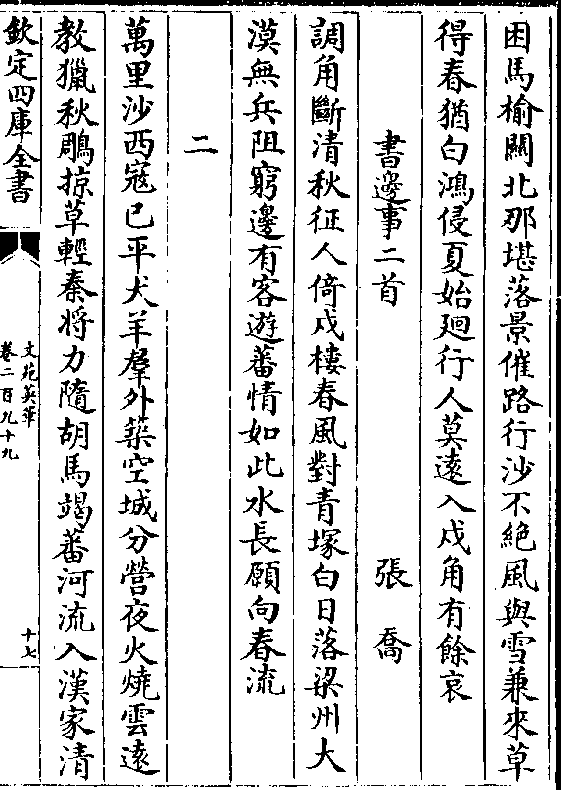 困馬榆關北那堪落景催路行沙不絶風與雪兼來草
得春猶白鴻侵夏始廻行人莫遠入戍角有餘哀
書邊事二首 張喬
調角斷清秋征人倚戍樓春風對青塚白日落梁州大
漠無兵阻窮邊有客遊蕃情如此水長願向春流
二
萬里沙西寇已平犬羊羣外築空城分營夜火燒雲遠
教獵秋鵰掠草輕秦將力隋胡馬竭蕃河流入漢家清
欽定四庫全書
文苑英華
卷二百九十九
十七